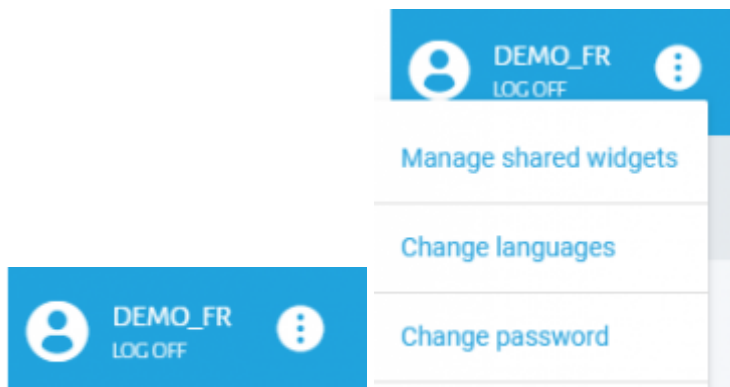 DEMO_FR
LOG OFF
DEMO_FR
LOG OFF
Manage shared widgets
Change languages
Change password